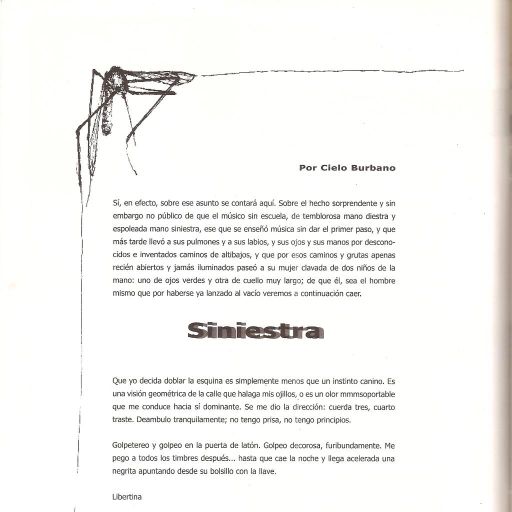 Por Cielo Burbano
Sí, en efecto, sobre ese asunto se contará aquí. Sobre el hecho sorprendente y sin
embargo no público de que el músico sin escuela, de temblorosa mano diestra y
espoleada mano siniestra, ese que se enseñó música sin dar el primer paso, y que
más tarde llevó a sus pulmones y a sus labios, y sus ojos y sus manos por descono-
cidos e inventados caminos de altibajos, y que por esos caminos y grutas apenas
recién abiertos y jamás iluminados paseó a su mujer clavada de dos niños de la
mano: uno de ojos verdes y otra de cuello muy largo; de que él, sea el hombre
mismo que por haberse ya lanzado al vacío veremos a continuación caer.
Siniestra
Que yo decida doblar la esquina es simplemente menos que un instinto canino. Es
una visión geométrica de la calle que halaga mis ojillos, o es un olor mmmsoportable
que me conduce hacia sí dominante. Se me dio la dirección: cuerda tres, cuarto
traste. Deambulo tranquilamente; no tengo prisa, no tengo principios.
Golpetereo y golpeo en la puerta de latón. Golpeo decorosa, furibundamente. Me
pego a todos los timbres después... hasta que cae la noche y llega acelerada una
negrita apuntando desde su bolsillo con la llave.
Libertina